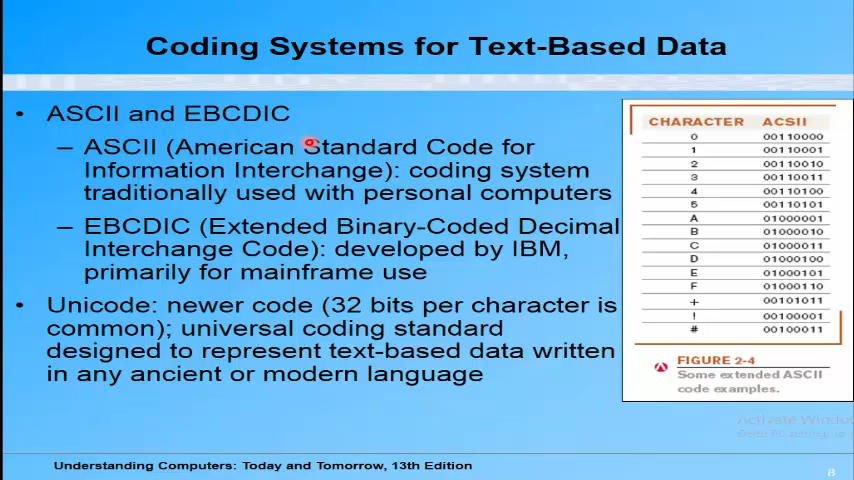 Coding Systems for Text-Based Data
• ASCII and EBCDIC
– ASCII (American Standard Code for
Information Interchange): coding system
traditionally used with personal computers
– EBCDIC (Extended Binary-Coded Decimal
Interchange Code): developed by IBM,
primarily for mainframe use
• Unicode: newer code (32 bits per character is
common); universal coding standard
designed to represent text-based data written
in any ancient or modern language
CHARACTER ACSII
0 00110000
1 00110001
2 00110010
3 00110011
4 00110100
5 00110101
A 01000001
B 01000010
C 01000011
D 01000100
E 01000101
F 01000110
+ 00101011
! 00100001
# 00100011
FIGURE 2-4
Some extended ASCII
code examples.
Activate Windo
Understanding Computers: Today and Tomorrow, 13th Edition
8